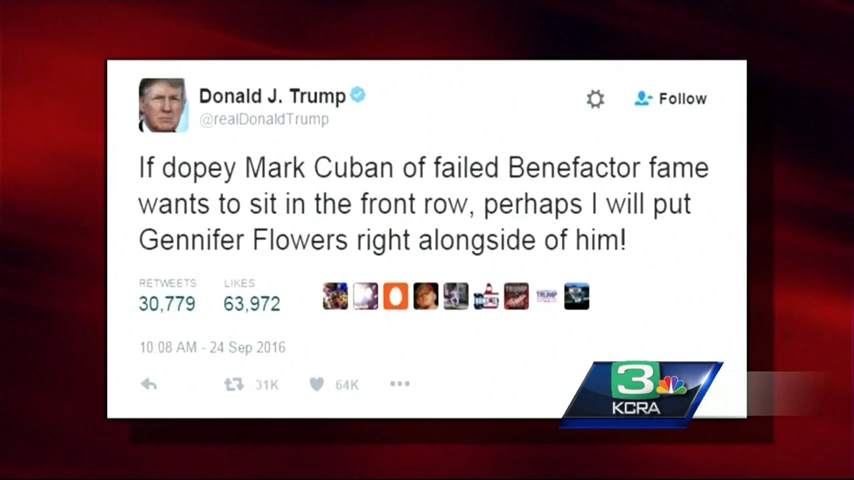 Donald J. Trump
@realDonaldTrump
Follow
If dopey Mark Cuban of failed Benefactor fame
wants to sit in the front row, perhaps I will put
Gennifer Flowers right alongside of him!
RETWEETS LIKES
30,779 63,972
TRUMP
TRUMP
10:08 AM - 24 Sep 2016
31K 64K
3
KCRA